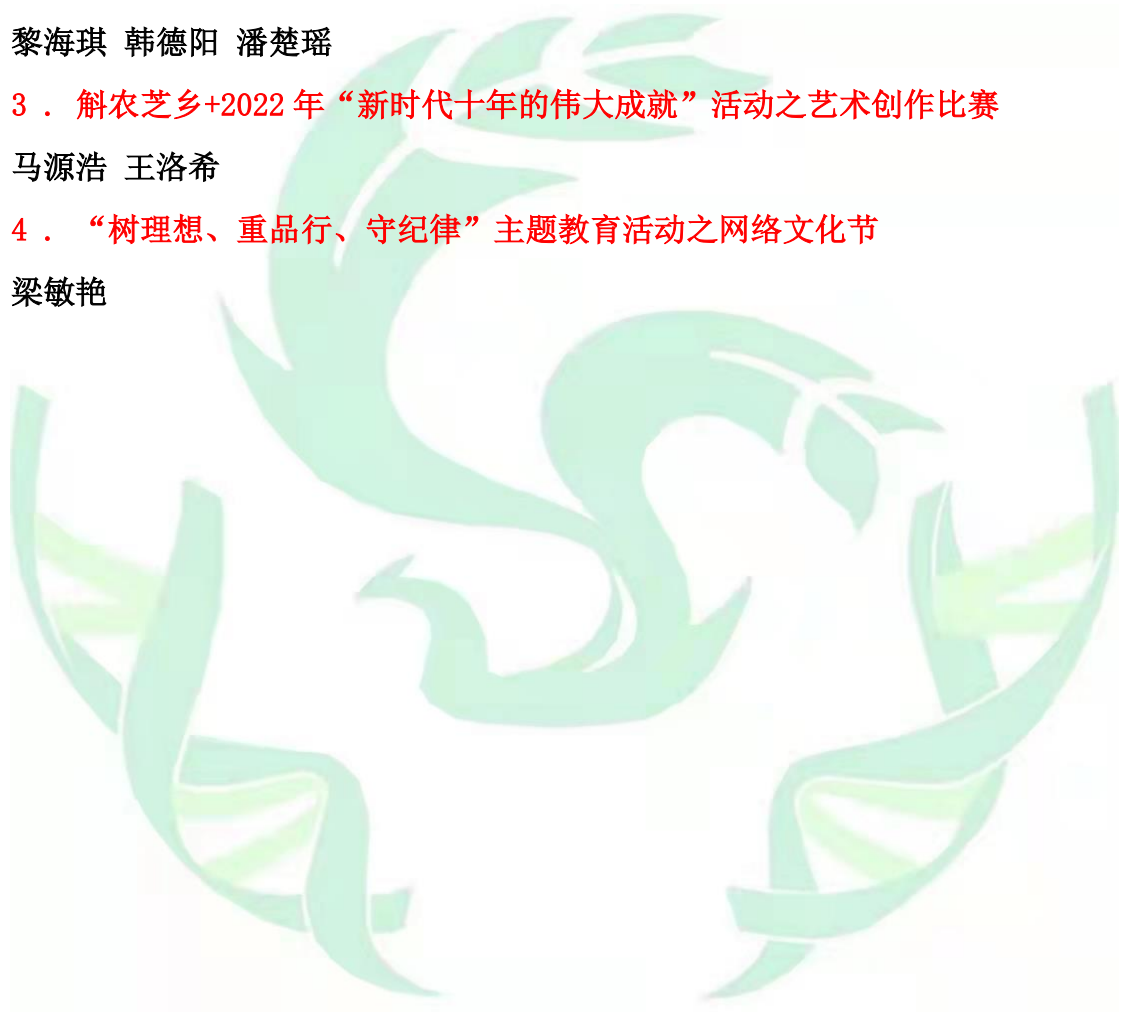 黎海琪 韩德阳 潘楚瑶
3 . 斛农芝乡+2022年“新时代十年的伟大成就”活动之艺术创作比赛
马源浩 王洛希
4 . “树理想、重品行、守纪律”主题教育活动之网络文化节
梁敏艳